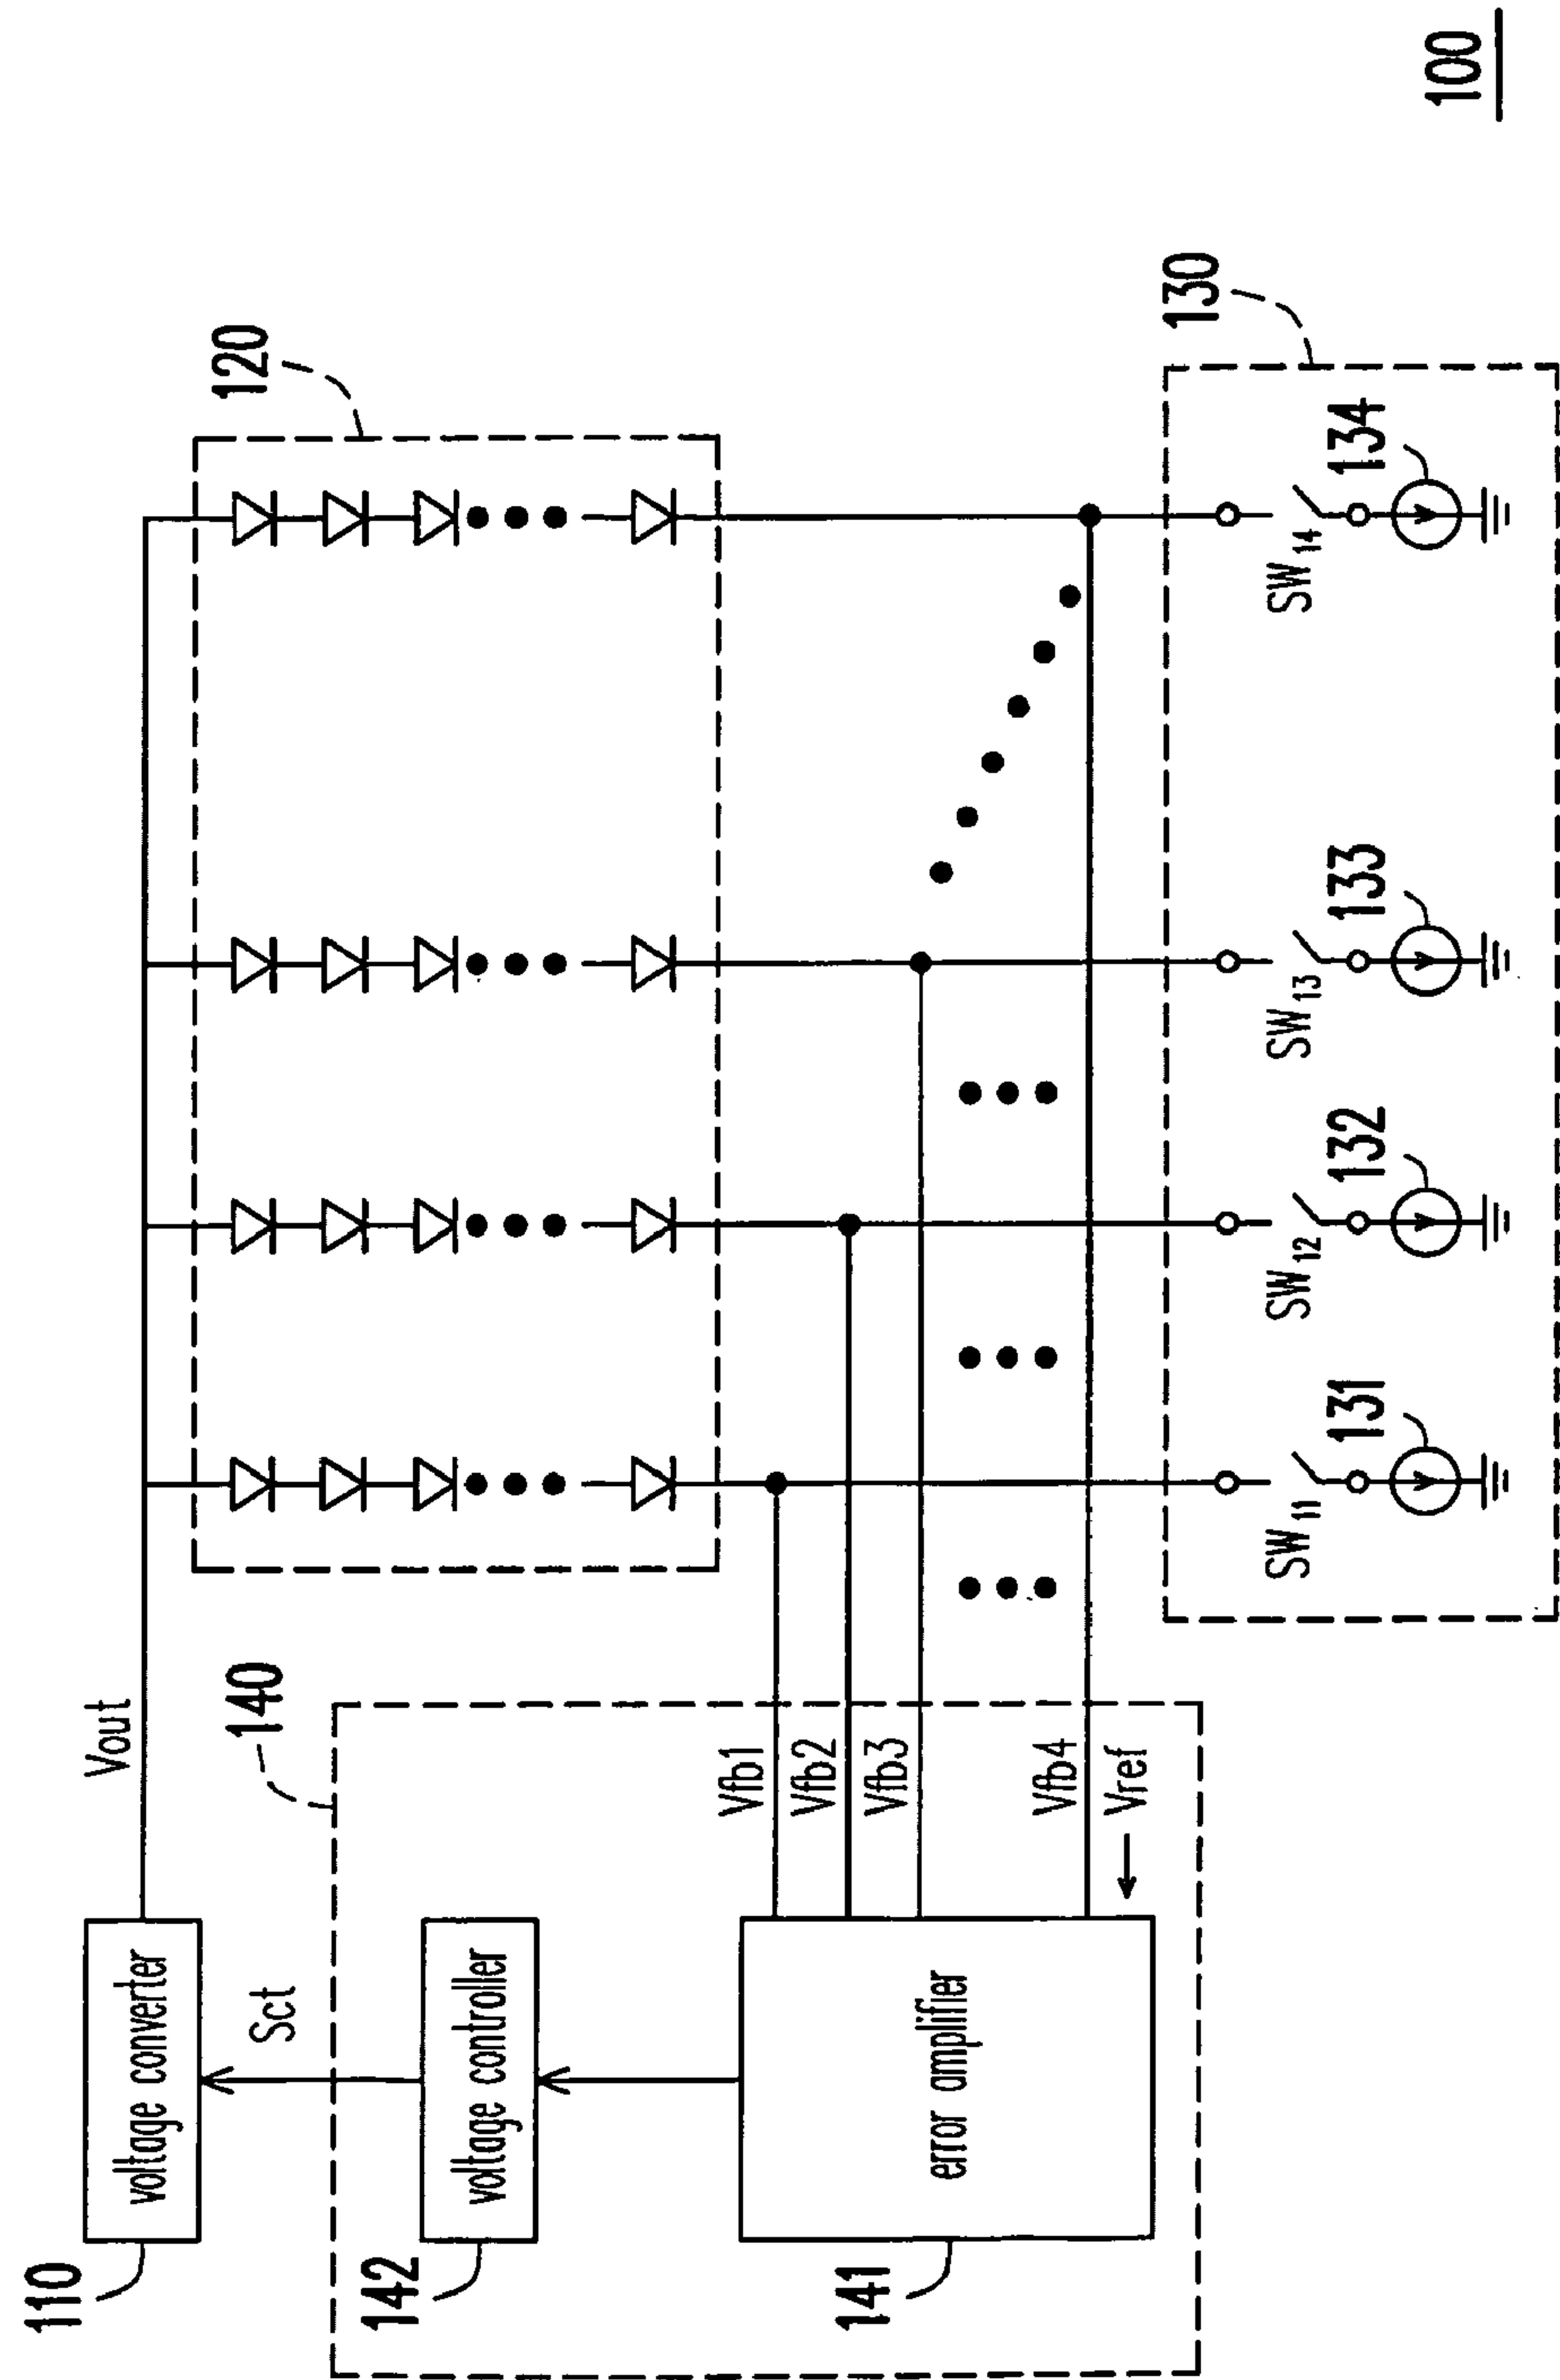 110
voltage converter
Vout
Sct
140
120
142
voltage controller
141
error amplifier
Vfb1
Vfb2
Vfb3
Vfb4
Vref
130
SW11
131
SW12
132
SW13
133
SW14
134
100